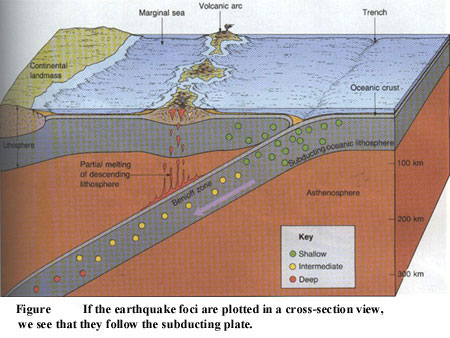 Volcanic arc
Marginal sea
Trench
Continental
landmass
Oceanic crust
Lithosphere
Subducting oceanic lithosphere
Partial melting
of descending
lithosphere
Benioff zone
100 km
Asthenosphere
200 km
300 km
Key
Shallow
Intermediate
Deep
Figure If the earthquake foci are plotted in a cross-section view,
we see that they follow the subducting plate.